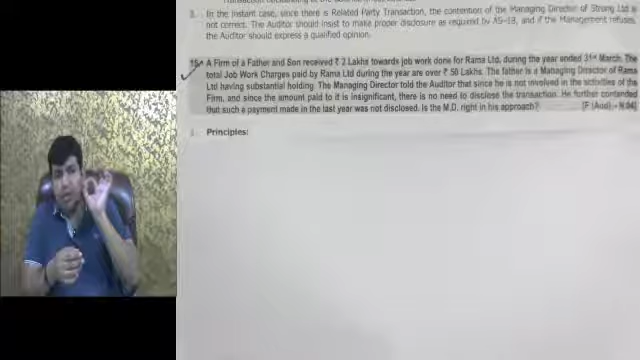 3. In the instant case, since there is Related Party Transaction, the contention of the Managing Director of Strong Ltd is
not correct. The Auditor should insist to make proper disclosure as required by AS-18, and if the Management refuses,
the Auditor should express a qualified opinion.
A Firm of a Father and Son received ₹ 2 Lakhs towards job work done for Rama Ltd, during the year ended 31st March. The
total Job Work Charges paid by Rama Ltd during the year are over ₹ 50 Lakhs. The Father is a Managing Director of Rama
Ltd having substantial holding. The Managing Director told the Auditor that since he is not involved in the activities of the
Firm, and since the amount paid to it is insignificant, there is no need to disclose the transaction. He further contended
that such a payment made in the last year was not disclosed. Is the M.D. right in his approach?
1. Principles: